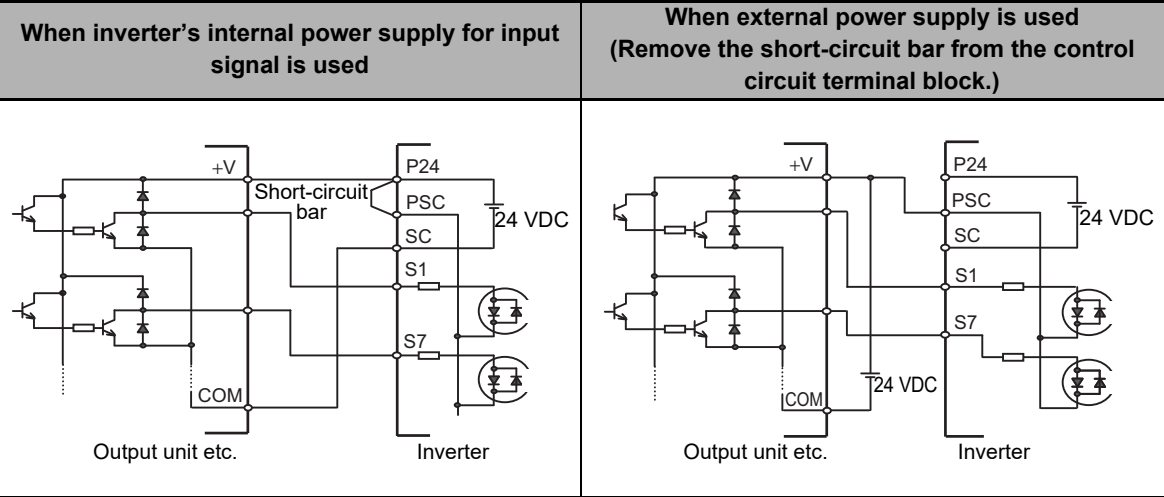 When inverter's internal power supply for input
signal is used
When external power supply is used
(Remove the short-circuit bar from the control
circuit terminal block.)
+V
Short-circuit
bar
P24
PSC
24 VDC
SC
S1
S7
COM
Output unit etc.
Inverter
+V
P24
PSC
24 VDC
SC
S1
S7
24 VDC
COM
Output unit etc.
Inverter